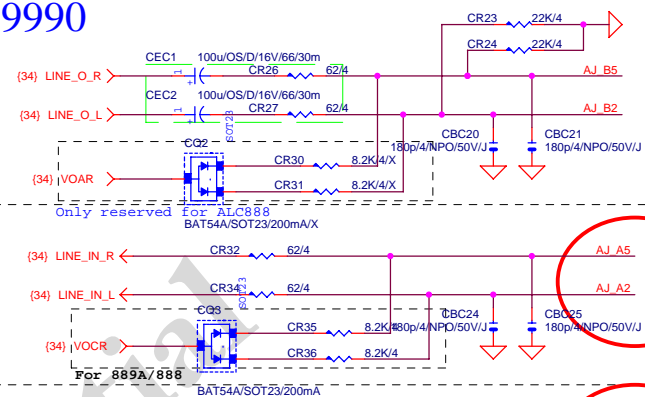 9990
CR23 22K/4
CR24 22K/4
CEC1 100u/OS/D/16V/66/30m
{34} LINE_O_R 1 + CR26 62/4 AJ_B5
CEC2 100u/OS/D/16V/66/30m
{34} LINE_O_L 1 + CR27 62/4 AJ_B2
SOT23
CQ2
CBC20 CBC21
180p/4/NPO/50V/J 180p/4/NPO/50V/J
CR30 8.2K/4/X
{34} VOAR
CR31 8.2K/4/X
Only reserved for ALC888
BAT54A/SOT23/200mA/X
{34} LINE_IN_R CR32 62/4 AJ_A5
{34} LINE_IN_L CR34 62/4 AJ_A2
SOT23
CQ3
CBC24 CBC25
CR35 8.2K/4 180p/4/NPO/50V/J 180p/4/NPO/50V/J
{34} VOCR
CR36 8.2K/4
For 889A/888
BAT54A/SOT23/200mA